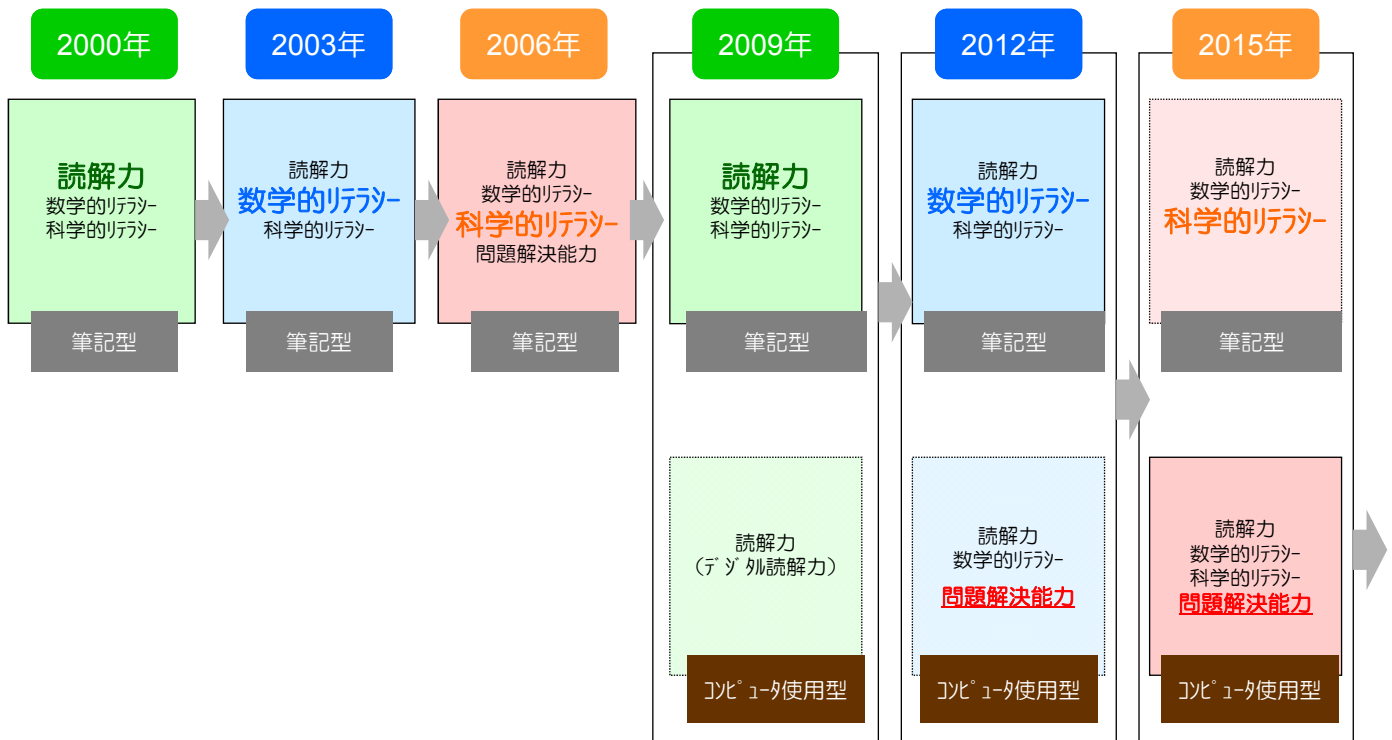 2000年
2003年
2006年
2009年
2012年
2015年
読解力
数学的ﾘﾃﾗｼｰ
科学的ﾘﾃﾗｼｰ
筆記型
読解力
数学的ﾘﾃﾗｼｰ
科学的ﾘﾃﾗｼｰ
筆記型
読解力
数学的ﾘﾃﾗｼｰ
科学的ﾘﾃﾗｼｰ
問題解決能力
筆記型
読解力
数学的ﾘﾃﾗｼｰ
科学的ﾘﾃﾗｼｰ
筆記型
読解力
数学的ﾘﾃﾗｼｰ
科学的ﾘﾃﾗｼｰ
筆記型
読解力
数学的ﾘﾃﾗｼｰ
科学的ﾘﾃﾗｼｰ
筆記型
読解力
（ﾃﾞｼﾞﾀﾙ読解力）
ｺﾝﾋﾟｭｰﾀ使用型
読解力
数学的ﾘﾃﾗｼｰ
問題解決能力
ｺﾝﾋﾟｭｰﾀ使用型
読解力
数学的ﾘﾃﾗｼｰ
科学的ﾘﾃﾗｼｰ
問題解決能力
ｺﾝﾋﾟｭｰﾀ使用型